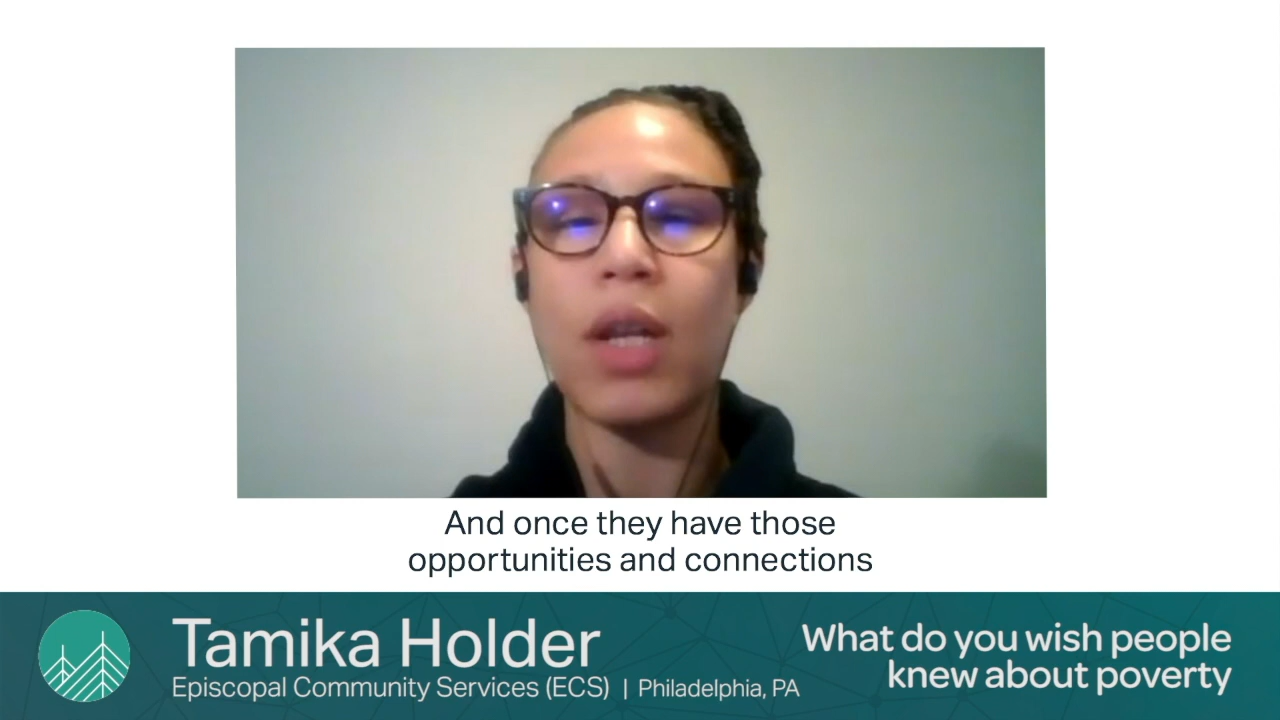 And once they have those
opportunities and connections
Tamika Holder
Episcopal Community Services (ECS) | Philadelphia, PA
What do you wish people
knew about poverty